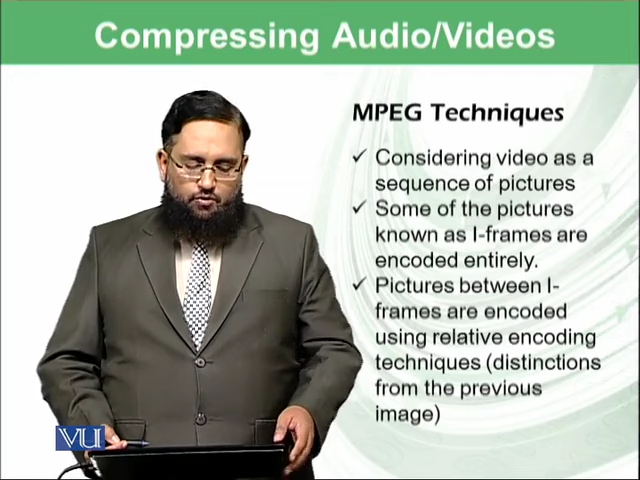 Compressing Audio/Videos
MPEG Techniques
✓ Considering video as a
sequence of pictures
✓ Some of the pictures
known as I-frames are
encoded entirely.
✓ Pictures between I-
frames are encoded
using relative encoding
techniques (distinctions
from the previous
image)
VU